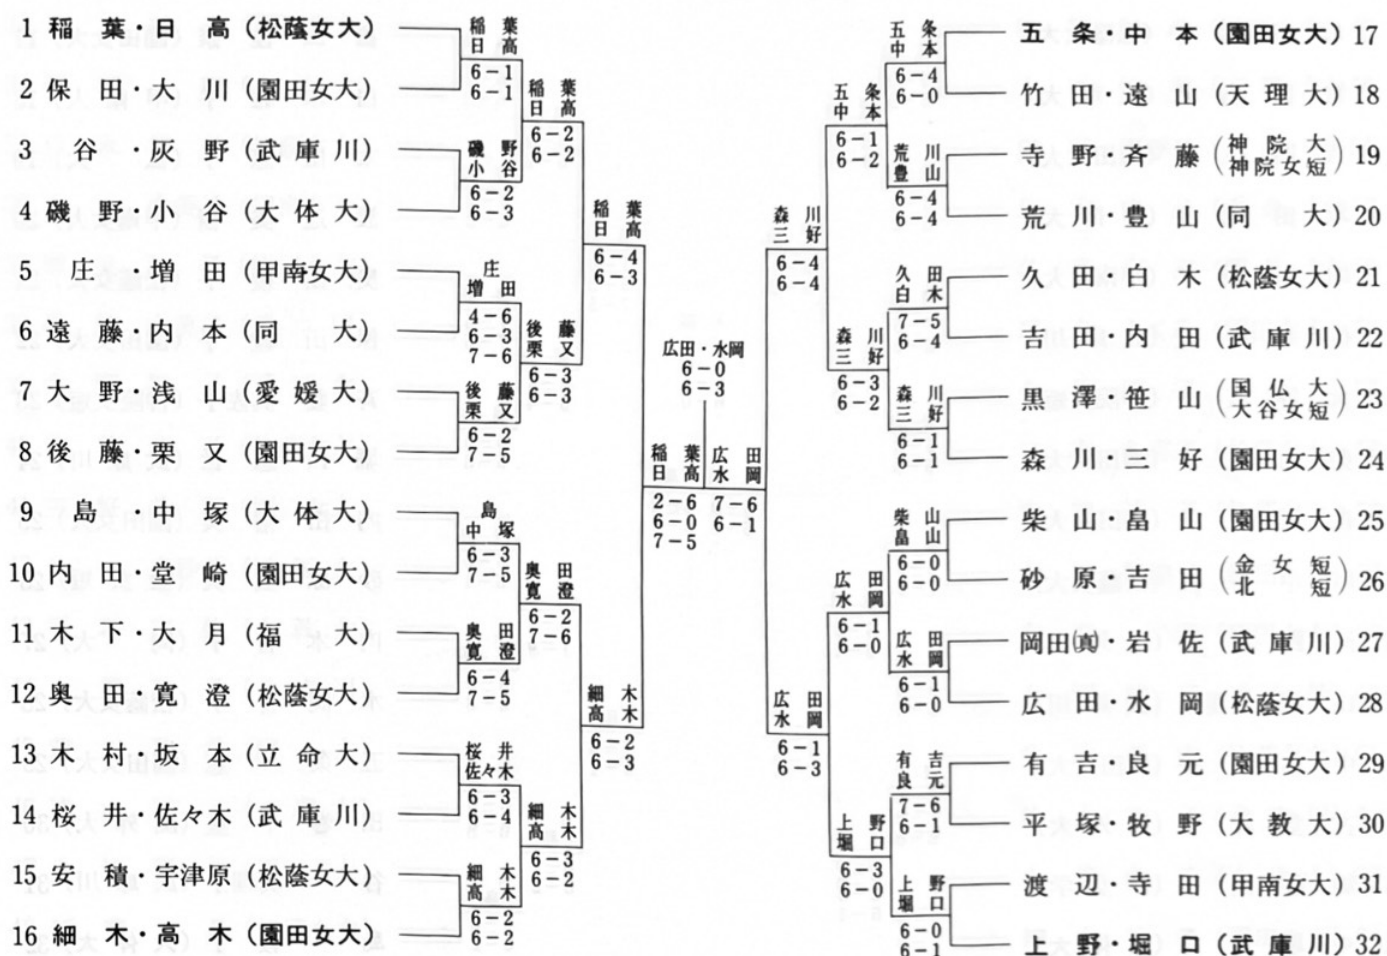 1 稲 葉・日 高 (松蔭女大)
2 保 田・大 川 (園田女大)
3 谷 ・灰 野 (武 庫 川)
4 磯 野・小 谷 (大 体 大)
5 庄 ・増 田 (甲南女大)
6 遠 藤・内 本 (同 大)
7 大 野・浅 山 (愛 媛 大)
8 後 藤・栗 又 (園田女大)
9 島 ・中 塚 (大 体 大)
10 内 田・堂 崎 (園田女大)
11 木 下・大 月 (福 大)
12 奥 田・寛 澄 (松蔭女大)
13 木 村・坂 本 (立 命 大)
14 桜 井・佐々木 (武 庫 川)
15 安 積・宇津原 (松蔭女大)
16 細 木・高 木 (園田女大)
稲 葉
日 高
6-1
6-1
磯 野
小 谷
6-2
6-3
庄
増 田
4-6
6-3
7-6
後 藤
栗 又
6-2
7-5
島
中 塚
6-3
7-5
奥 田
寛 澄
6-4
7-5
桜 井
佐々木
6-3
6-4
細 木
高 木
6-2
6-2
稲 葉
日 高
6-2
6-2
後 藤
栗 又
6-3
6-3
奥 田
寛 澄
6-2
7-6
細 木
高 木
6-3
6-2
稲 葉
日 高
6-4
6-3
細 木
高 木
6-2
6-3
稲 葉
日 高
2-6
6-0
7-5
広田・水岡
6-0
6-3
広 田
水 岡
7-6
6-1
森 川
三 好
6-4
6-4
広 田
水 岡
6-1
6-3
五 条
中 本
6-1
6-2
森 川
三 好
6-3
6-2
広 田
水 岡
6-1
6-0
上 野
堀 口
6-3
6-0
五 条
中 本
6-4
6-0
荒 川
豊 山
6-4
6-4
久 田
白 木
7-5
6-4
森 川
三 好
6-1
6-1
柴 山
畠 山
6-0
6-0
広 田
水 岡
6-1
6-0
有 吉
良 元
7-6
6-1
上 野
堀 口
6-0
6-1
五 条・中 本 (園田女大) 17
竹 田・遠 山 (天 理 大) 18
寺 野・斉 藤 (神 院 大 神院女短) 19
荒 川・豊 山 (同 大) 20
久 田・白 木 (松蔭女大) 21
吉 田・内 田 (武 庫 川) 22
黒 澤・笹 山 (国 仏 大 大谷女短) 23
森 川・三 好 (園田女大) 24
柴 山・畠 山 (園田女大) 25
砂 原・吉 田 (金 女 短 北 短) 26
岡田㈲・岩 佐 (武 庫 川) 27
広 田・水 岡 (松蔭女大) 28
有 吉・良 元 (園田女大) 29
平 塚・牧 野 (大 教 大) 30
渡 辺・寺 田 (甲南女大) 31
上 野・堀 口 (武 庫 川) 32